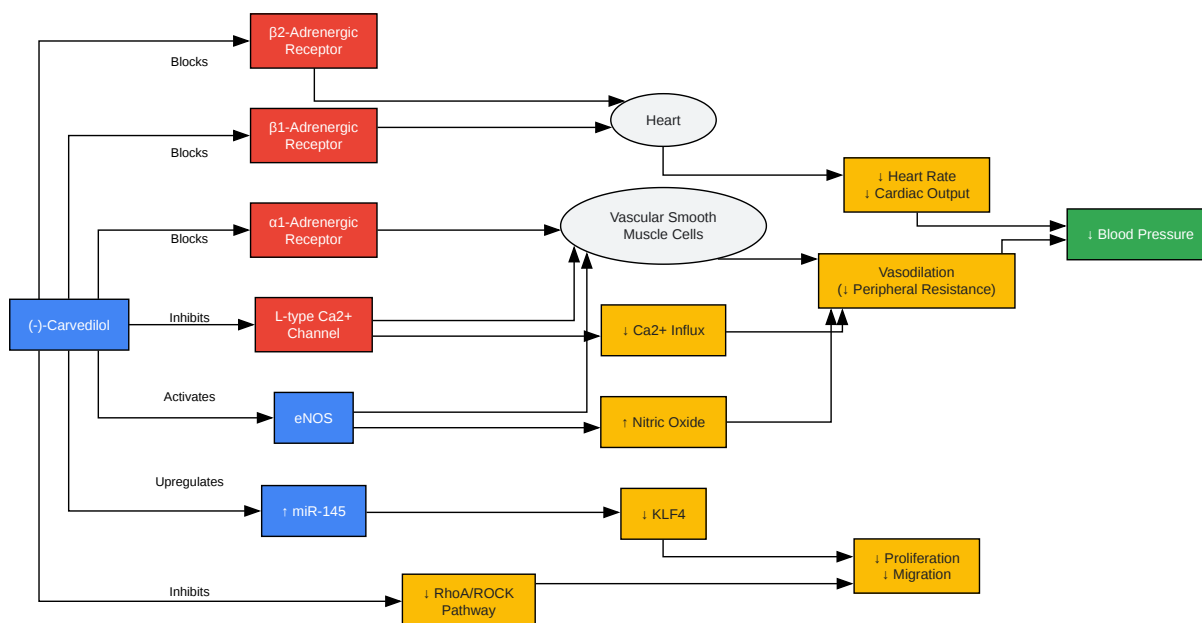 β2-Adrenergic
Receptor
Blocks
β1-Adrenergic
Receptor
Blocks
Heart
↓ Heart Rate
↓ Cardiac Output
α1-Adrenergic
Receptor
Blocks
Vascular Smooth
Muscle Cells
↓ Blood Pressure
Vasodilation
(↓ Peripheral Resistance)
(-)-Carvedilol
Inhibits
L-type Ca2+
Channel
↓ Ca2+ Influx
Activates
eNOS
↑ Nitric Oxide
Upregulates
↑ miR-145
↓ KLF4
↓ Proliferation
↓ Migration
Inhibits
↓ RhoA/ROCK
Pathway